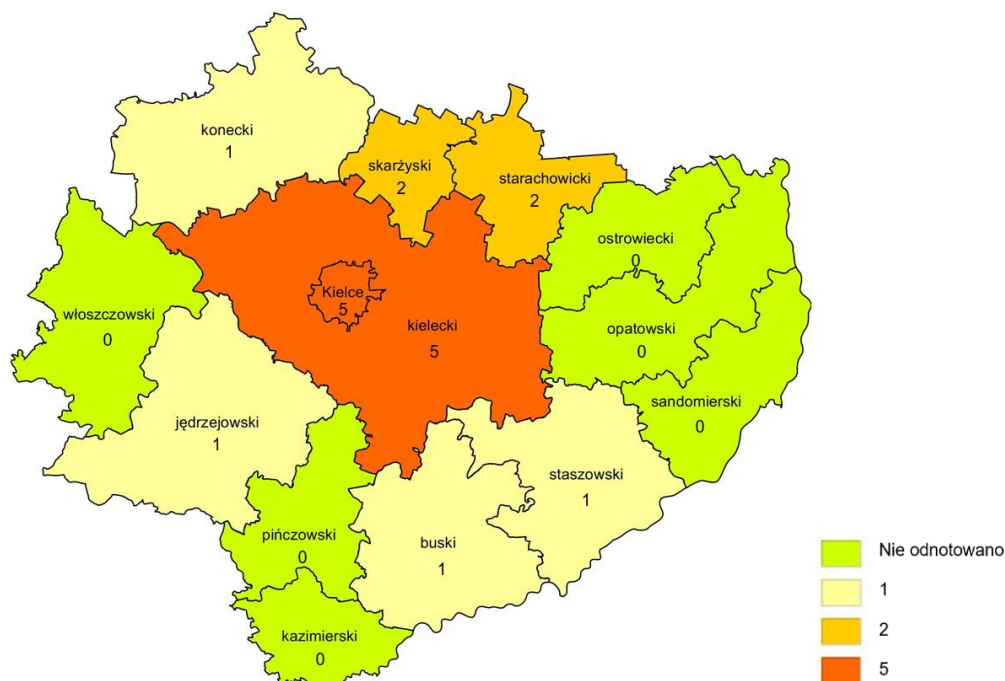 konecki
1
skarżyski
2
starachowicki
2
ostrowiecki
0
Kielce
5
włoszczowski
0
kielecki
5
opatowski
0
sandomierski
0
jędrzejowski
1
staszowski
1
pińczowski
0
buski
1
kazimierski
0
Nie odnotowano
1
2
5